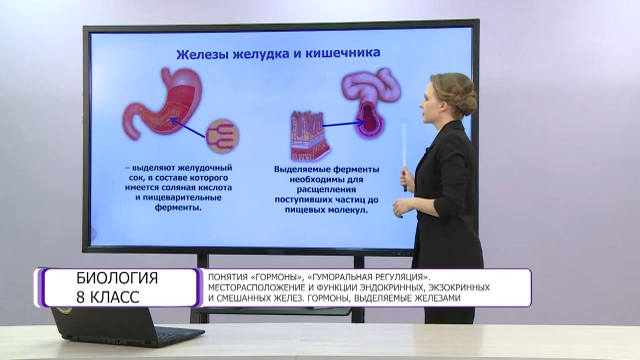 Железы желудка и кишечника
– выделяют желудочный
сок, в составе которого
имеется соляная кислота
и пищеварительные
ферменты.
Выделяемые ферменты
необходимы для
расщепления
поступивших частиц до
пищевых молекул.
БИОЛОГИЯ
8 КЛАСС
ПОНЯТИЯ «ГОРМОНЫ», «ГУМОРАЛЬНАЯ РЕГУЛЯЦИЯ».
МЕСТОРАСПОЛОЖЕНИЕ И ФУНКЦИИ ЭНДОКРИННЫХ, ЭКЗОКРИННЫХ
И СМЕШАННЫХ ЖЕЛЕЗ. ГОРМОНЫ, ВЫДЕЛЯЕМЫЕ ЖЕЛЕЗАМИ